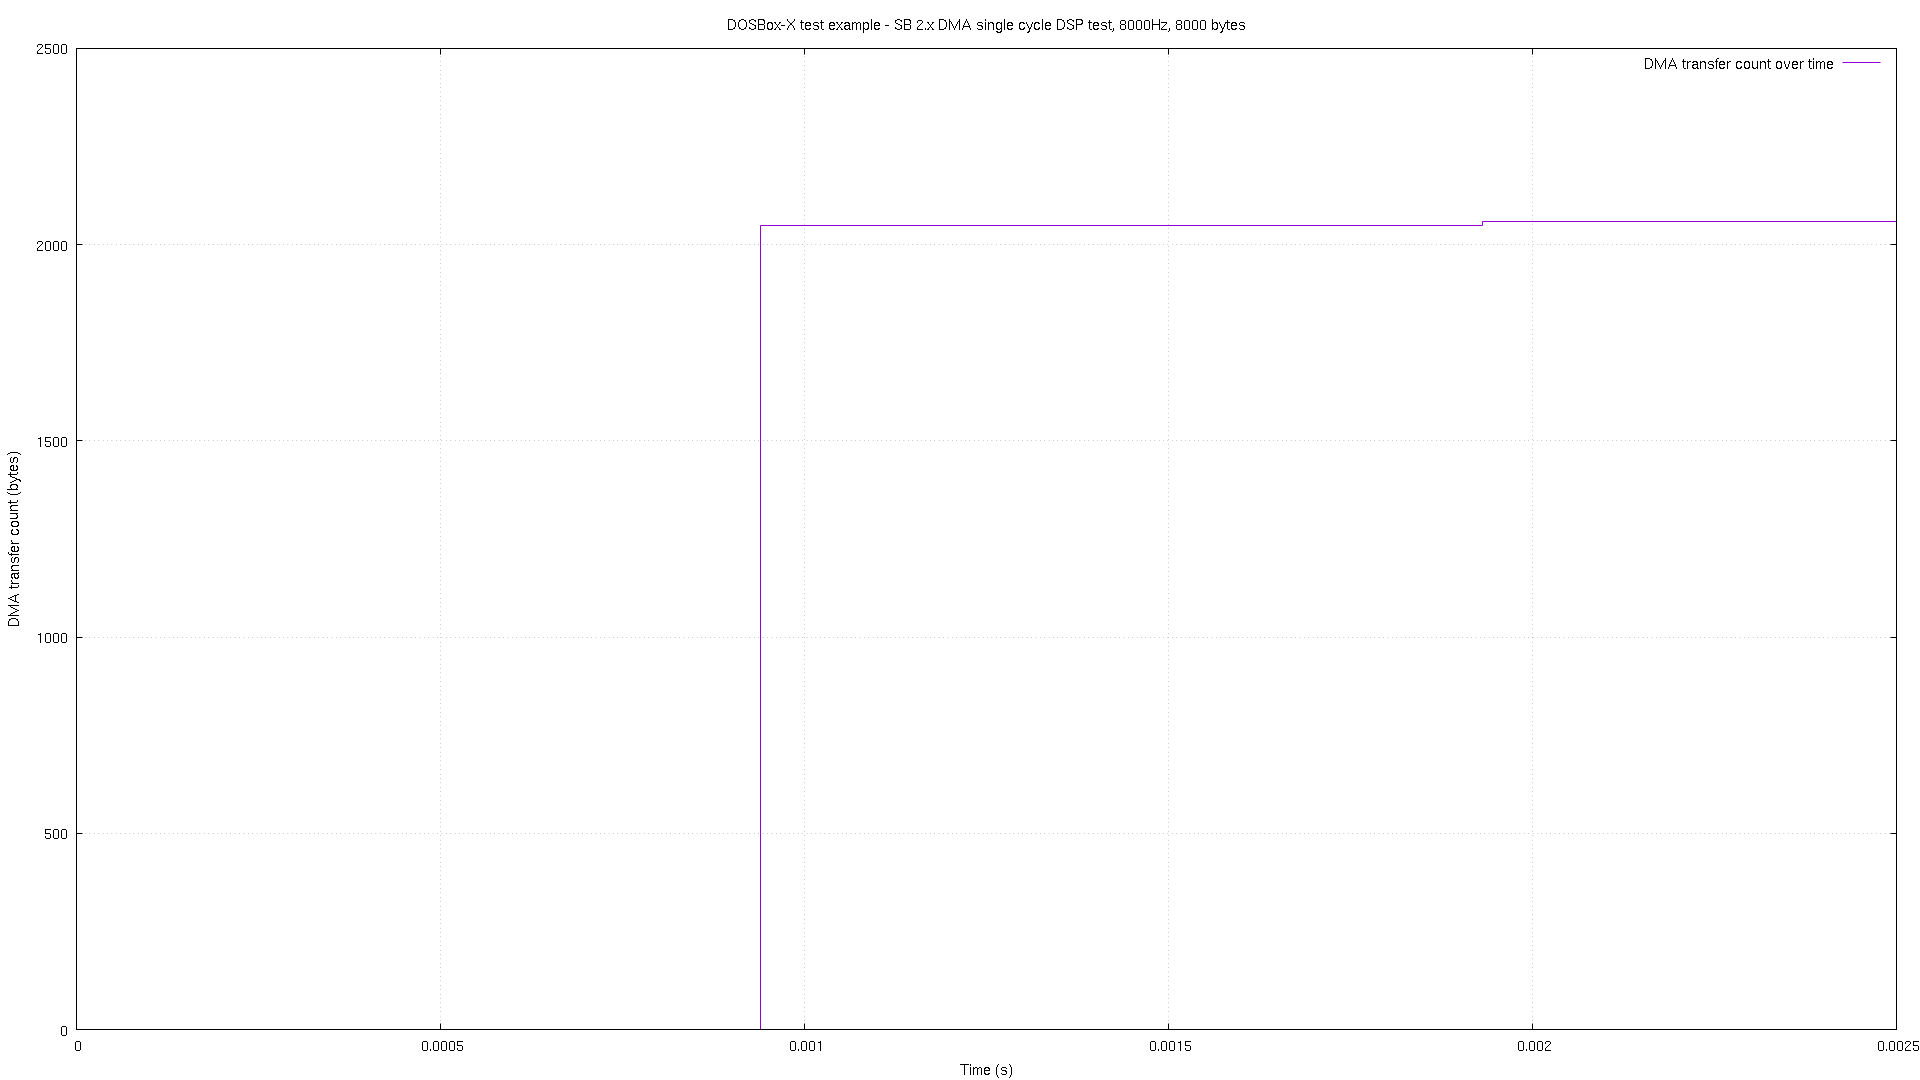 DOSBox-X test example - SB 2.x DMA single cycle DSP test, 8000Hz, 8000 bytes
DMA transfer count over time
2500
2000
1500
1000
500
0
DMA transfer count (bytes)
0 0.0005 0.001 0.0015 0.002 0.0025
Time (s)